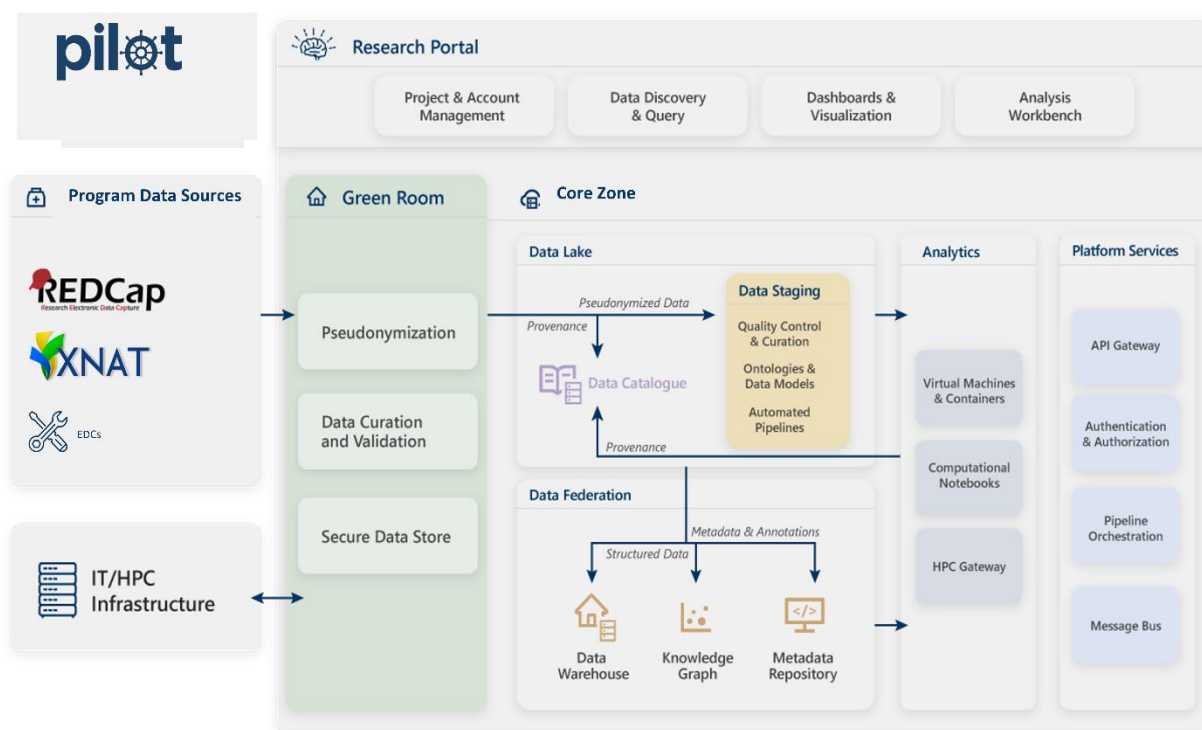 pilot
Research Portal
Project & Account
Management
Data Discovery
& Query
Dashboards &
Visualization
Analysis
Workbench
Program Data Sources
REDCap
Research Electronic Data Capture
XNAT
EDCs
IT/HPC
Infrastructure
Green Room
Pseudonymization
Data Curation
and Validation
Secure Data Store
Core Zone
Data Lake
Pseudonymized Data
Provenance
Data Catalogue
Provenance
Data Staging
Quality Control
& Curation
Ontologies &
Data Models
Automated
Pipelines
Data Federation
Metadata & Annotations
Structured Data
Data
Warehouse
Knowledge
Graph
</>
Metadata
Repository
Analytics
Virtual Machines
& Containers
Computational
Notebooks
HPC Gateway
Platform Services
API Gateway
Authentication
& Authorization
Pipeline
Orchestration
Message Bus